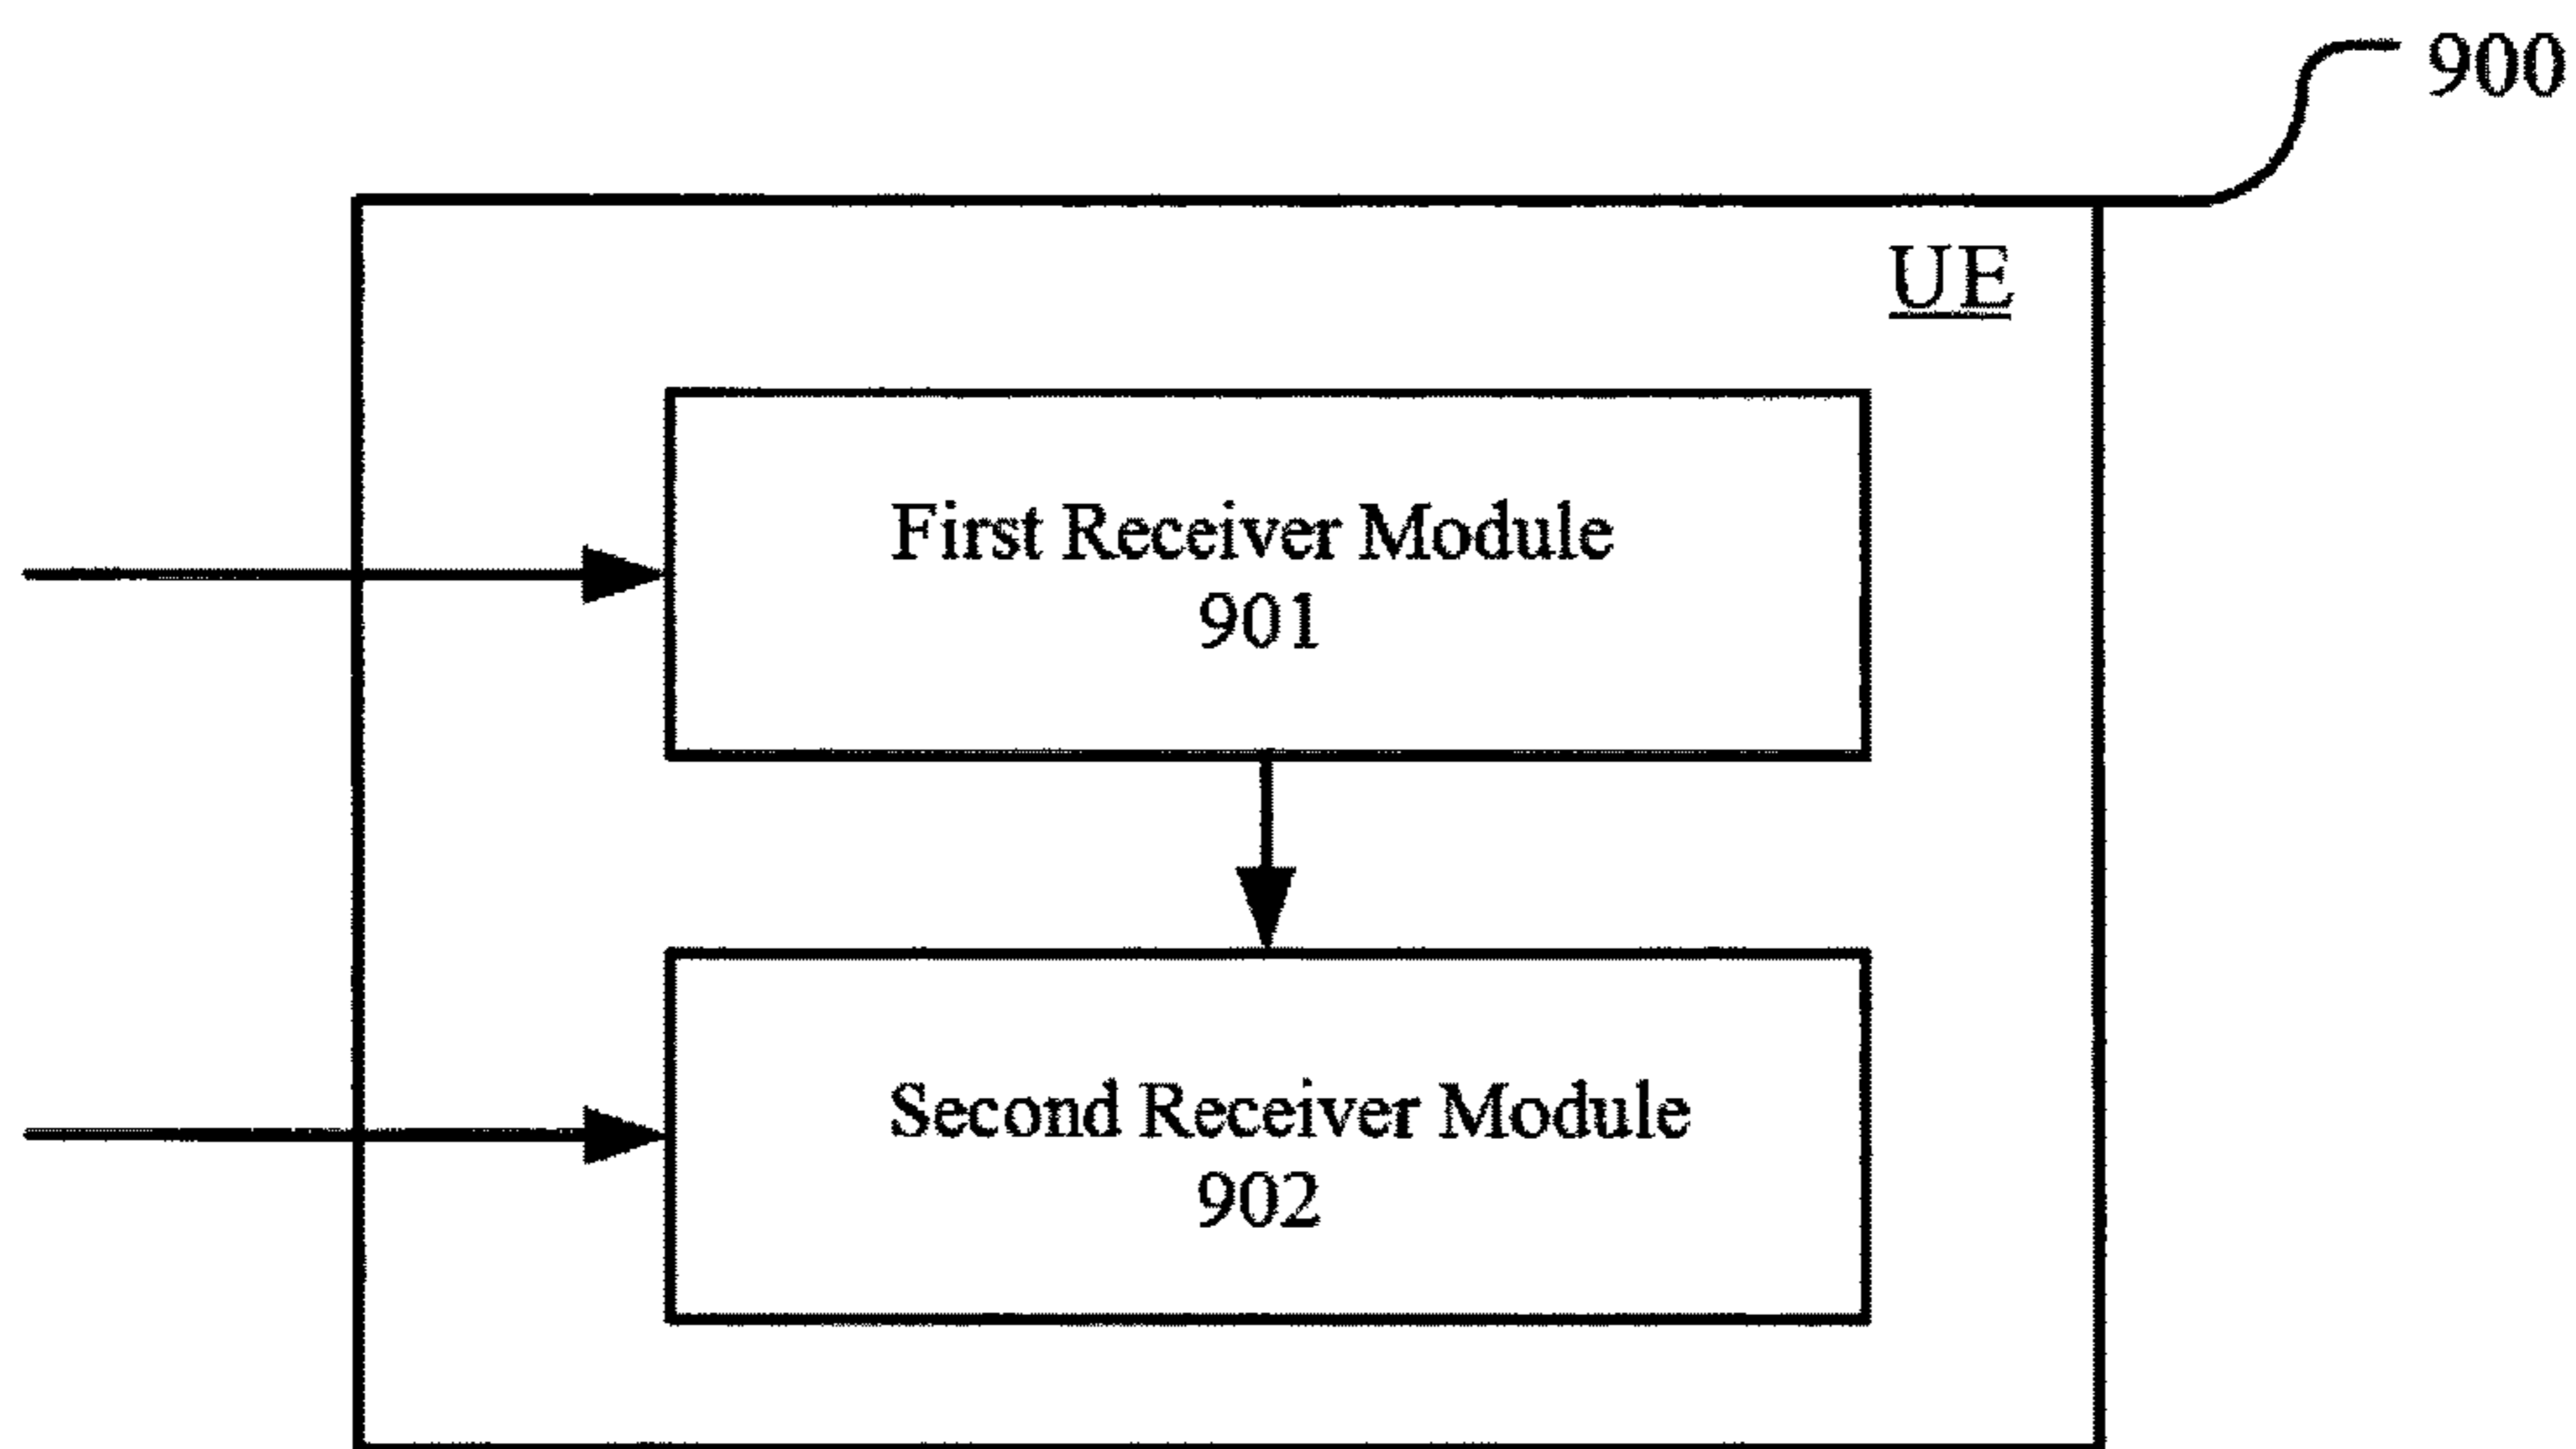 900
UE
First Receiver Module
901
Second Receiver Module
902